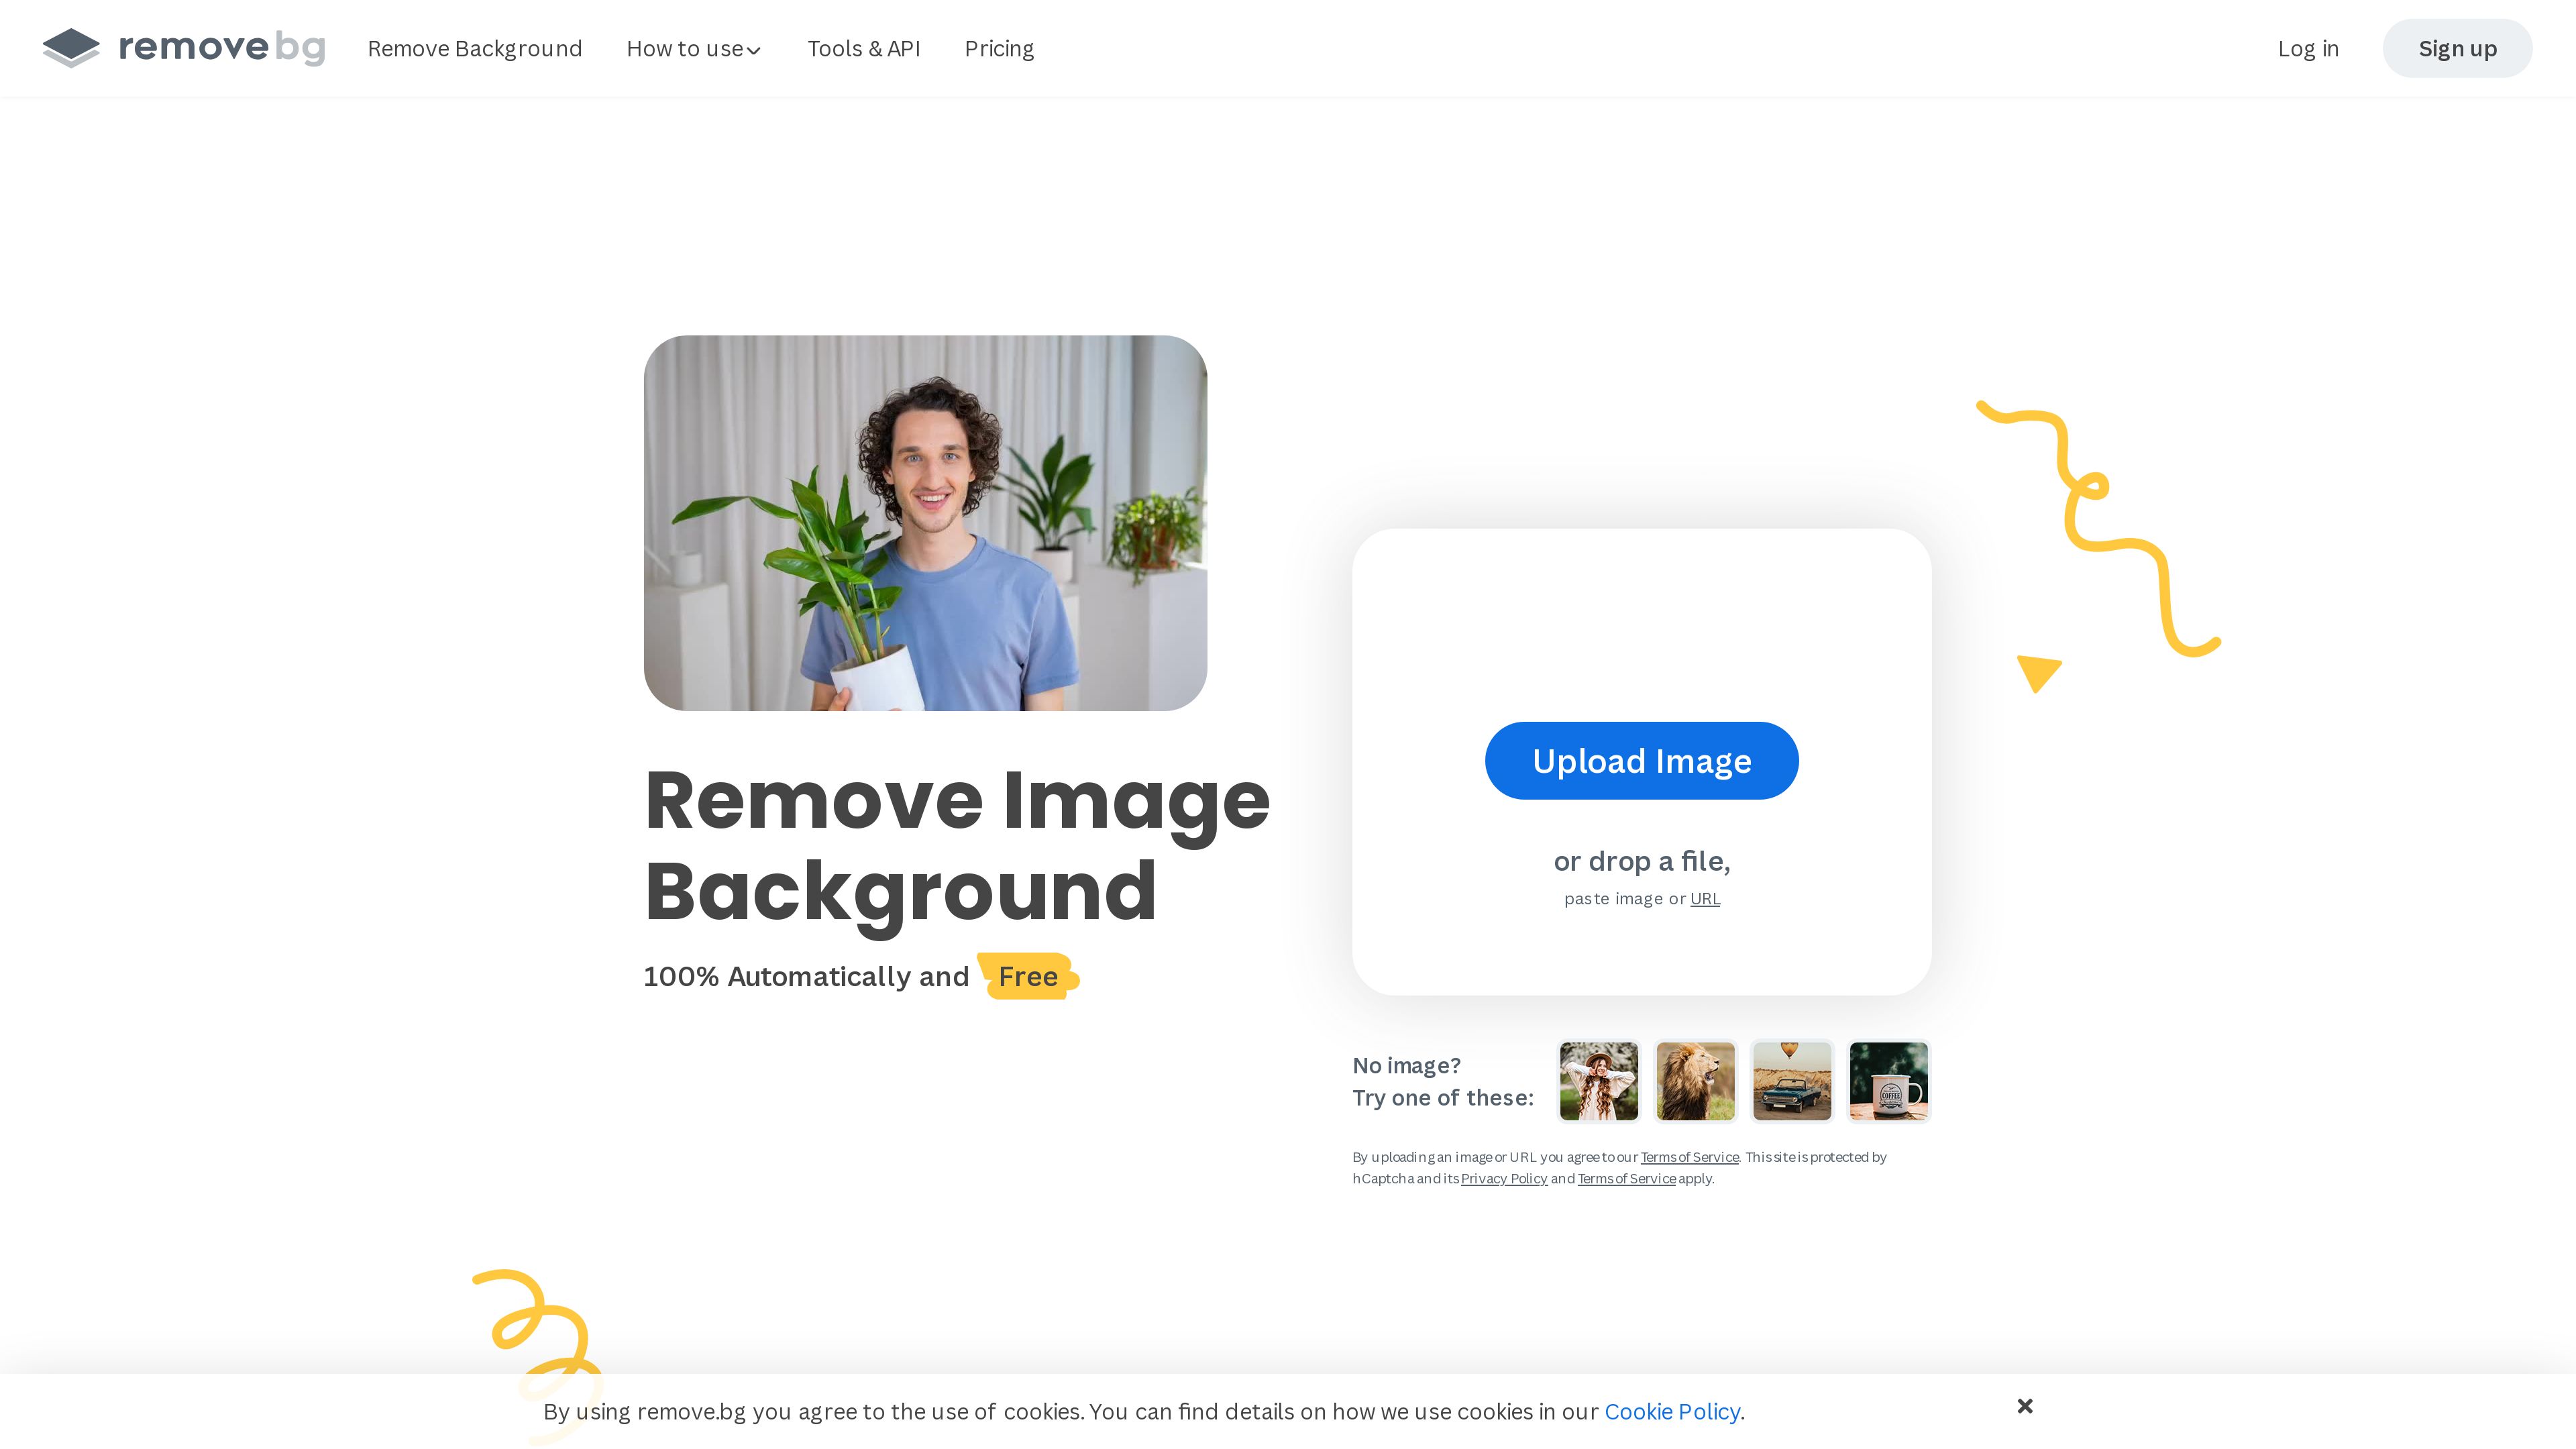 removebg
Remove Background
How to use
Tools & API
Pricing
Log in
Sign up
Remove Image
Background
100% Automatically and Free
Upload Image
or drop a file,
paste image or URL
No image?
Try one of these:
COFFEE
By uploading an image or URL you agree to our Terms of Service. This site is protected by
hCaptcha and its Privacy Policy and Terms of Service apply.
By using remove.bg you agree to the use of cookies. You can find details on how we use cookies in our Cookie Policy.